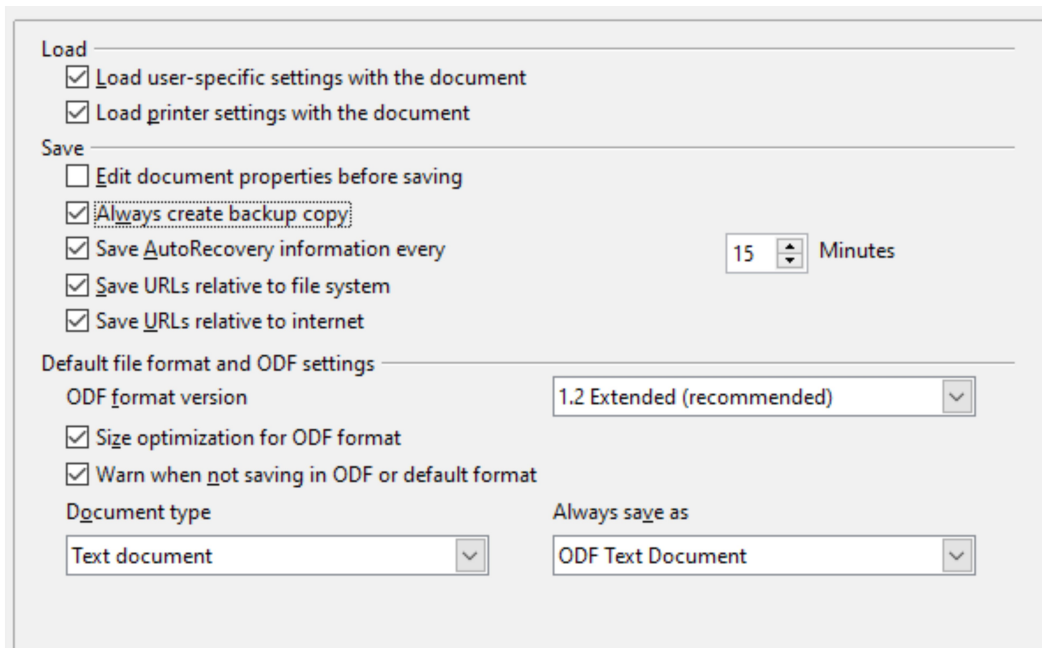 Load
Load user-specific settings with the document
Load printer settings with the document
Save
Edit document properties before saving
Always create backup copy
Save AutoRecovery information every 15 Minutes
Save URLs relative to file system
Save URLs relative to internet
Default file format and ODF settings
ODF format version 1.2 Extended (recommended)
Size optimization for ODF format
Warn when not saving in ODF or default format
Document type Always save as
Text document ODF Text Document